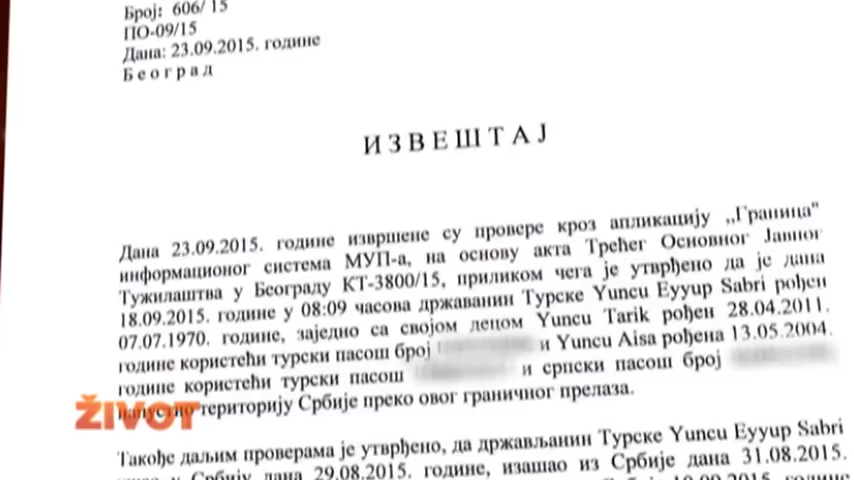 Број: 606/ 15
ПО-09/15
Дана: 23.09.2015. године
Београд
ИЗВЕШТАЈ
Дана 23.09.2015. године извршене су провере кроз апликацију ,,Граница"
информационог система МУП-а, на основу акта Трећег Основног Јавног
Тужилаштва у Београду КТ-3800/15, приликом чега је утврђено да је дана
18.09.2015. године у 08:09 часова државанин Турске Yuncu Eyyup Sabri рођен
07.07.1970. године, заједно са својом децом Yuncu Tarik рођен 28.04.2011.
године користећи турски пасош број и Yuncu Aisa рођена 13.05.2004.
године користећи турски пасош и српски пасош број
напустио територију Србије преко овог граничног прелаза.
ŽIVOT
Такође даљим проверама је утврђено, да држављанин Турске Yuncu Eyyup Sabri
у Србију дана 29.08.2015. године, изашао из Србије дана 31.08.2015.